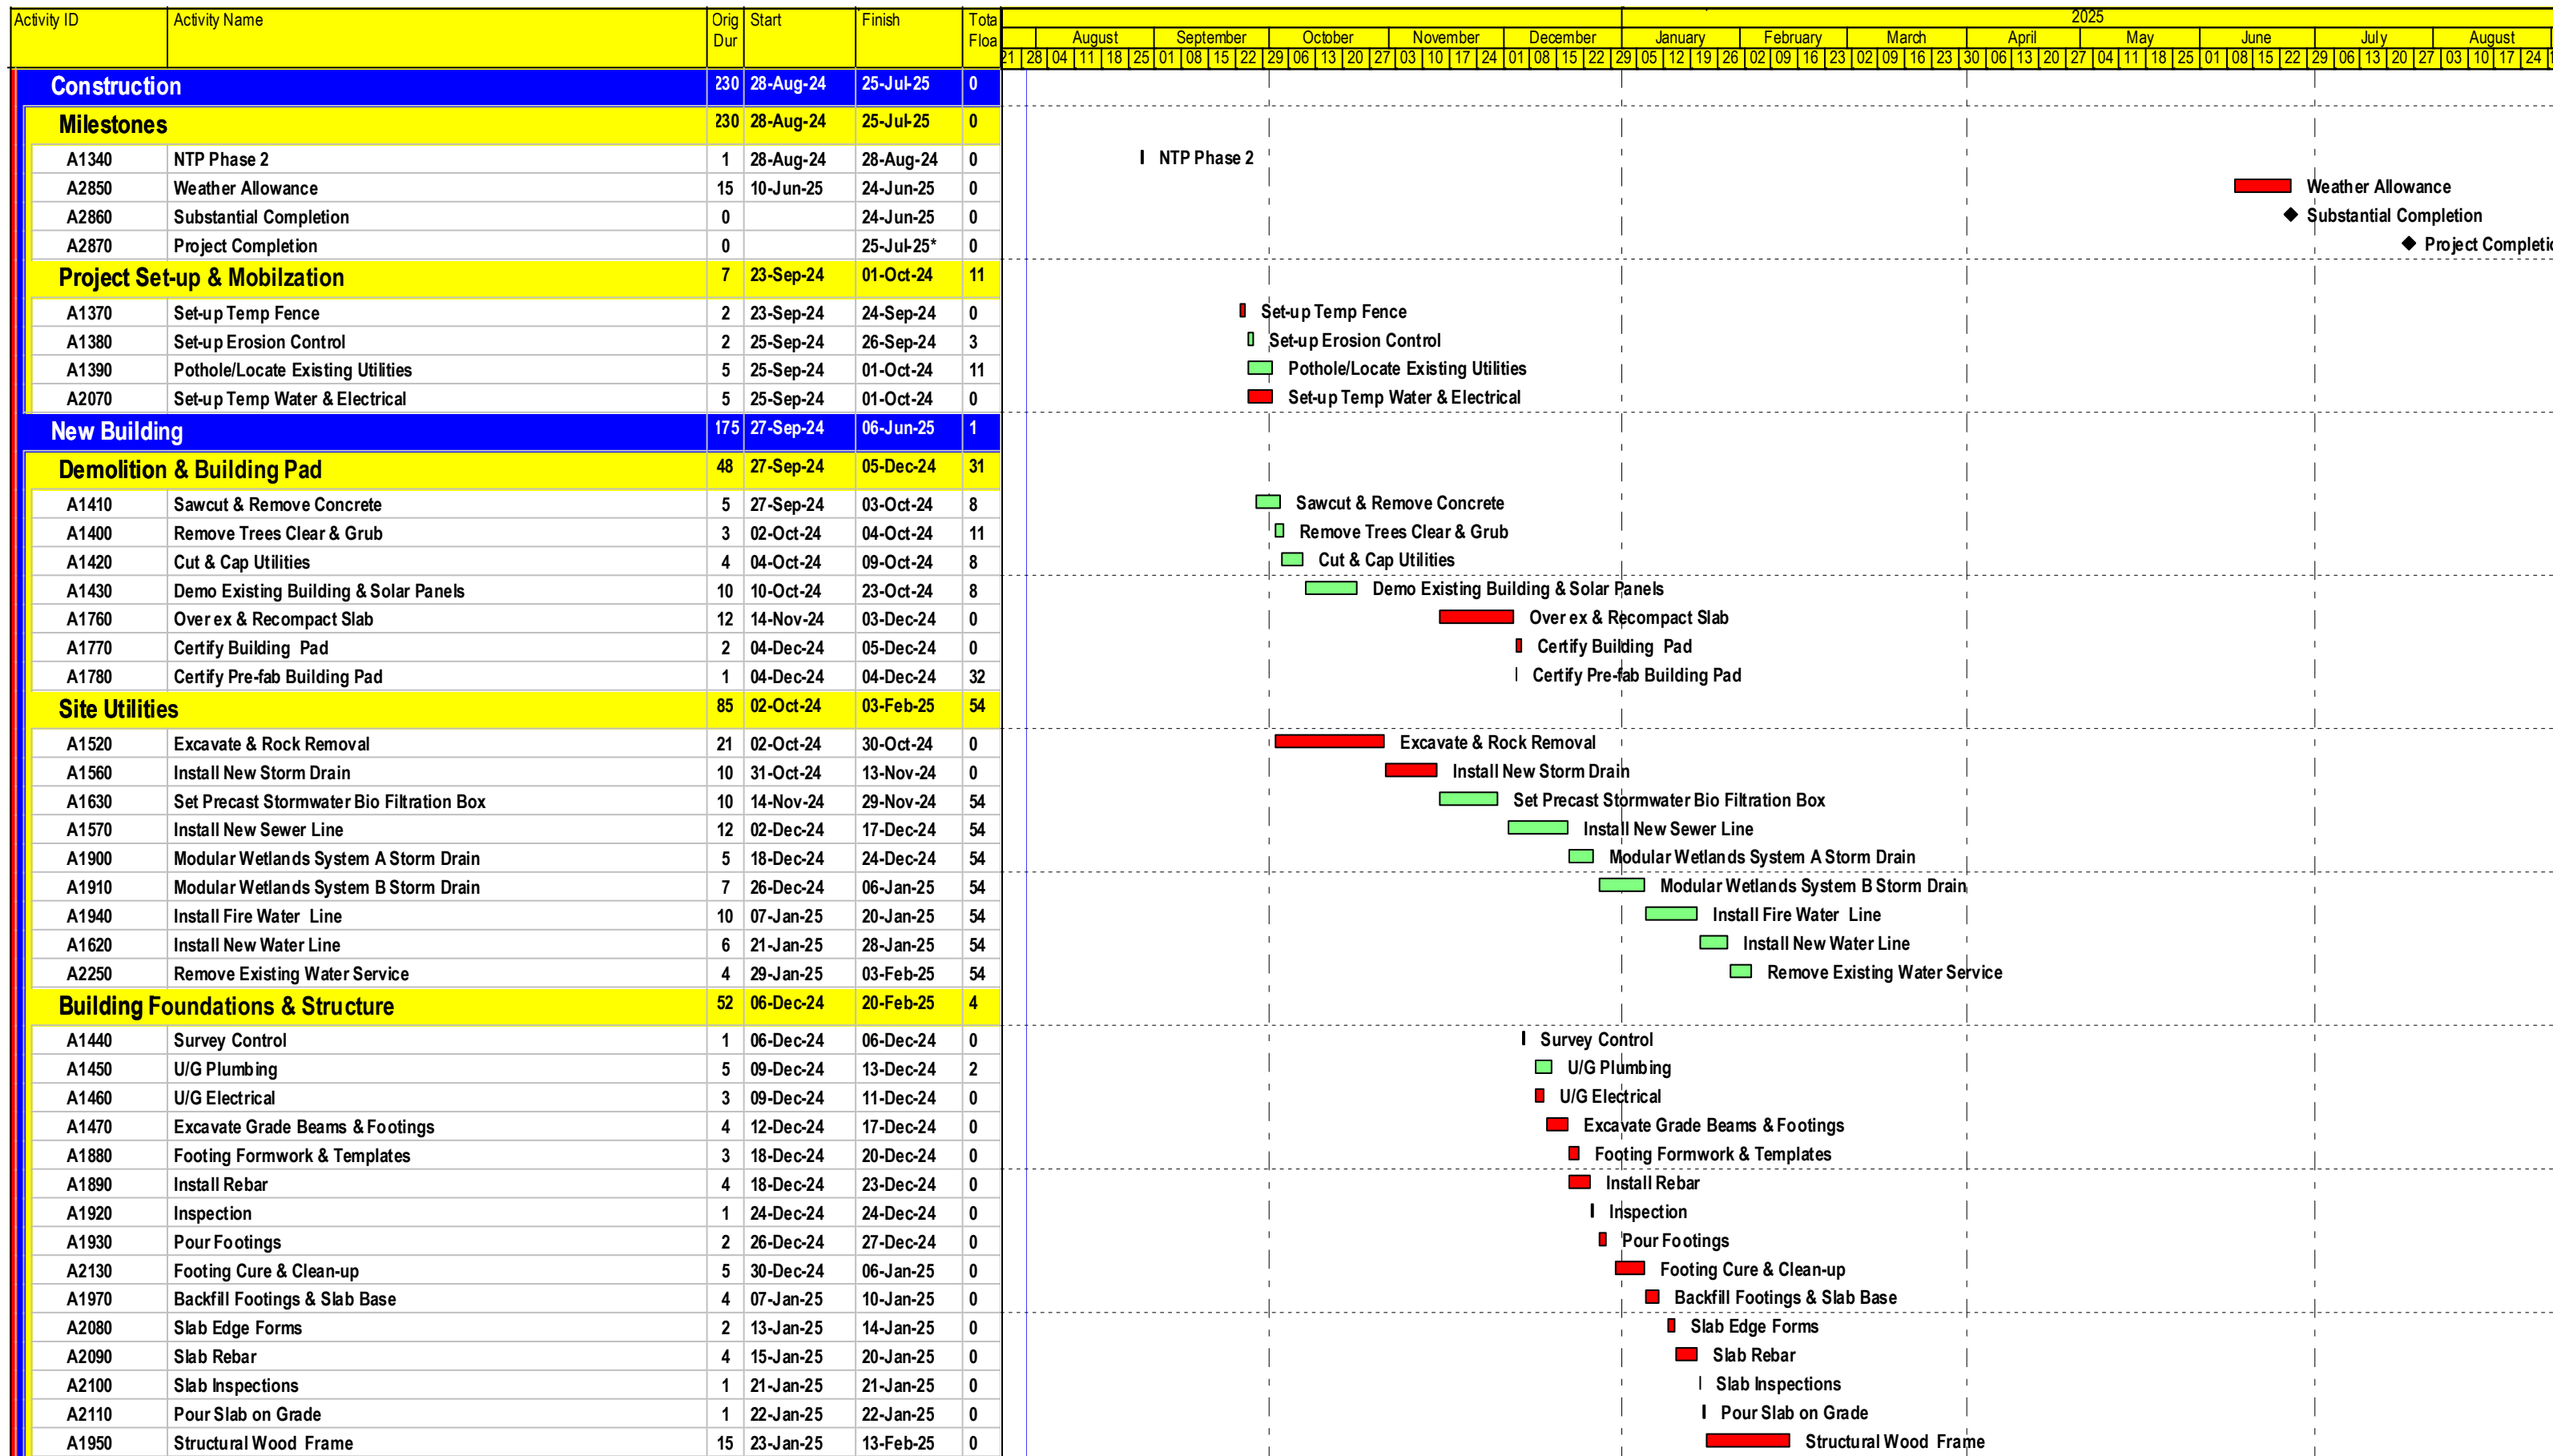 Activity ID Activity Name Orig Dur Start Finish Tota Floa
2025
August September October November December January February March April May June July August
21 28 04 11 18 25 01 08 15 22 29 06 13 20 27 03 10 17 24 01 08 15 22 29 05 12 19 26 02 09 16 23 02 09 16 23 30 06 13 20 27 04 11 18 25 01 08 15 22 29 06 13 20 27 03 10 17 24
Construction 230 28-Aug-24 25-Jul-25 0
Milestones 230 28-Aug-24 25-Jul-25 0
A1340 NTP Phase 2 1 28-Aug-24 28-Aug-24 0 NTP Phase 2
A2850 Weather Allowance 15 10-Jun-25 24-Jun-25 0 Weather Allowance
A2860 Substantial Completion 0 24-Jun-25 0 Substantial Completion
A2870 Project Completion 0 25-Jul-25* 0 Project Completic
Project Set-up & Mobilzation 7 23-Sep-24 01-Oct-24 11
A1370 Set-up Temp Fence 2 23-Sep-24 24-Sep-24 0 Set-up Temp Fence
A1380 Set-up Erosion Control 2 25-Sep-24 26-Sep-24 3 Set-up Erosion Control
A1390 Pothole/Locate Existing Utilities 5 25-Sep-24 01-Oct-24 11 Pothole/Locate Existing Utilities
A2070 Set-up Temp Water & Electrical 5 25-Sep-24 01-Oct-24 0 Set-up Temp Water & Electrical
New Building 175 27-Sep-24 06-Jun-25 1
Demolition & Building Pad 48 27-Sep-24 05-Dec-24 31
A1410 Sawcut & Remove Concrete 5 27-Sep-24 03-Oct-24 8 Sawcut & Remove Concrete
A1400 Remove Trees Clear & Grub 3 02-Oct-24 04-Oct-24 11 Remove Trees Clear & Grub
A1420 Cut & Cap Utilities 4 04-Oct-24 09-Oct-24 8 Cut & Cap Utilities
A1430 Demo Existing Building & Solar Panels 10 10-Oct-24 23-Oct-24 8 Demo Existing Building & Solar Panels
A1760 Over ex & Recompact Slab 12 14-Nov-24 03-Dec-24 0 Over ex & Recompact Slab
A1770 Certify Building Pad 2 04-Dec-24 05-Dec-24 0 Certify Building Pad
A1780 Certify Pre-fab Building Pad 1 04-Dec-24 04-Dec-24 32 Certify Pre-fab Building Pad
Site Utilities 85 02-Oct-24 03-Feb-25 54
A1520 Excavate & Rock Removal 21 02-Oct-24 30-Oct-24 0 Excavate & Rock Removal
A1560 Install New Storm Drain 10 31-Oct-24 13-Nov-24 0 Install New Storm Drain
A1630 Set Precast Stormwater Bio Filtration Box 10 14-Nov-24 29-Nov-24 54 Set Precast Stormwater Bio Filtration Box
A1570 Install New Sewer Line 12 02-Dec-24 17-Dec-24 54 Install New Sewer Line
A1900 Modular Wetlands System A Storm Drain 5 18-Dec-24 24-Dec-24 54 Modular Wetlands System A Storm Drain
A1910 Modular Wetlands System B Storm Drain 7 26-Dec-24 06-Jan-25 54 Modular Wetlands System B Storm Drain
A1940 Install Fire Water Line 10 07-Jan-25 20-Jan-25 54 Install Fire Water Line
A1620 Install New Water Line 6 21-Jan-25 28-Jan-25 54 Install New Water Line
A2250 Remove Existing Water Service 4 29-Jan-25 03-Feb-25 54 Remove Existing Water Service
Building Foundations & Structure 52 06-Dec-24 20-Feb-25 4
A1440 Survey Control 1 06-Dec-24 06-Dec-24 0 Survey Control
A1450 U/G Plumbing 5 09-Dec-24 13-Dec-24 2 U/G Plumbing
A1460 U/G Electrical 3 09-Dec-24 11-Dec-24 0 U/G Electrical
A1470 Excavate Grade Beams & Footings 4 12-Dec-24 17-Dec-24 0 Excavate Grade Beams & Footings
A1880 Footing Formwork & Templates 3 18-Dec-24 20-Dec-24 0 Footing Formwork & Templates
A1890 Install Rebar 4 18-Dec-24 23-Dec-24 0 Install Rebar
A1920 Inspection 1 24-Dec-24 24-Dec-24 0 Inspection
A1930 Pour Footings 2 26-Dec-24 27-Dec-24 0 Pour Footings
A2130 Footing Cure & Clean-up 5 30-Dec-24 06-Jan-25 0 Footing Cure & Clean-up
A1970 Backfill Footings & Slab Base 4 07-Jan-25 10-Jan-25 0 Backfill Footings & Slab Base
A2080 Slab Edge Forms 2 13-Jan-25 14-Jan-25 0 Slab Edge Forms
A2090 Slab Rebar 4 15-Jan-25 20-Jan-25 0 Slab Rebar
A2100 Slab Inspections 1 21-Jan-25 21-Jan-25 0 Slab Inspections
A2110 Pour Slab on Grade 1 22-Jan-25 22-Jan-25 0 Pour Slab on Grade
A1950 Structural Wood Frame 15 23-Jan-25 13-Feb-25 0 Structural Wood Frame